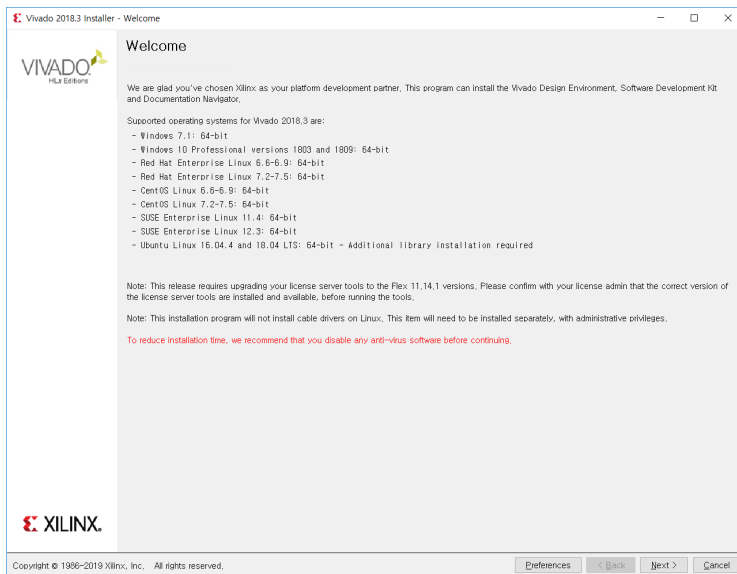 Vivado 2018.3 Installer - Welcome
VIVADO.
HLx Editions
Welcome
We are glad you've chosen Xilinx as your platform development partner. This program can install the Vivado Design Environment, Software Development Kit
and Documentation Navigator.
Supported operating systems for Vivado 2018.3 are:
- Windows 7.1: 64-bit
- Windows 10 Professional versions 1803 and 1809: 64-bit
- Red Hat Enterprise Linux 6.6-6.9: 64-bit
- Red Hat Enterprise Linux 7.2-7.5: 64-bit
- CentOS Linux 6.6-6.9: 64-bit
- CentOS Linux 7.2-7.5: 64-bit
- SUSE Enterprise Linux 11.4: 64-bit
- SUSE Enterprise Linux 12.3: 64-bit
- Ubuntu Linux 16.04.4 and 18.04 LTS: 64-bit - Additional library installation required
Note: This release requires upgrading your license server tools to the Flex 11.14.1 versions. Please confirm with your license admin that the correct version of
the license server tools are installed and available, before running the tools.
Note: This installation program will not install cable drivers on Linux. This item will need to be installed separately, with administrative privileges.
To reduce installation time, we recommend that you disable any anti-virus software before continuing.
XILINX.
Copyright © 1986-2019 Xilinx, Inc. All rights reserved.
Preferences < Back Next > Cancel